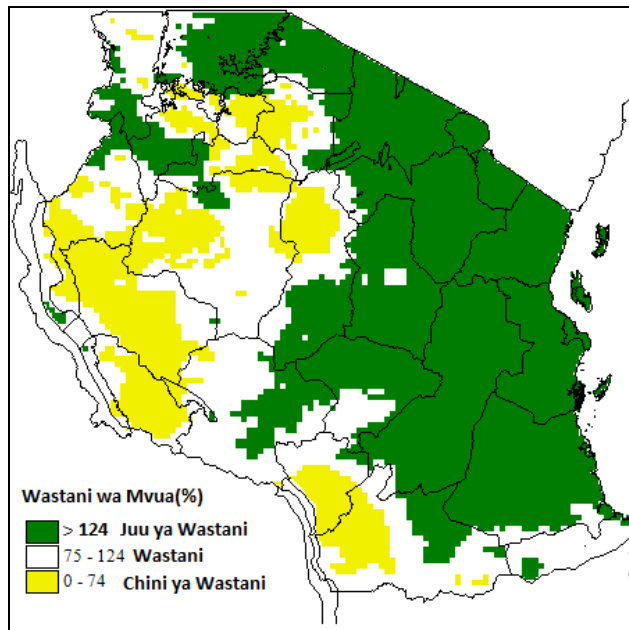 Wastani wa Mvua(%)
> 124 Juu ya Wastani
75 - 124 Wastani
0 - 74 Chini ya Wastani